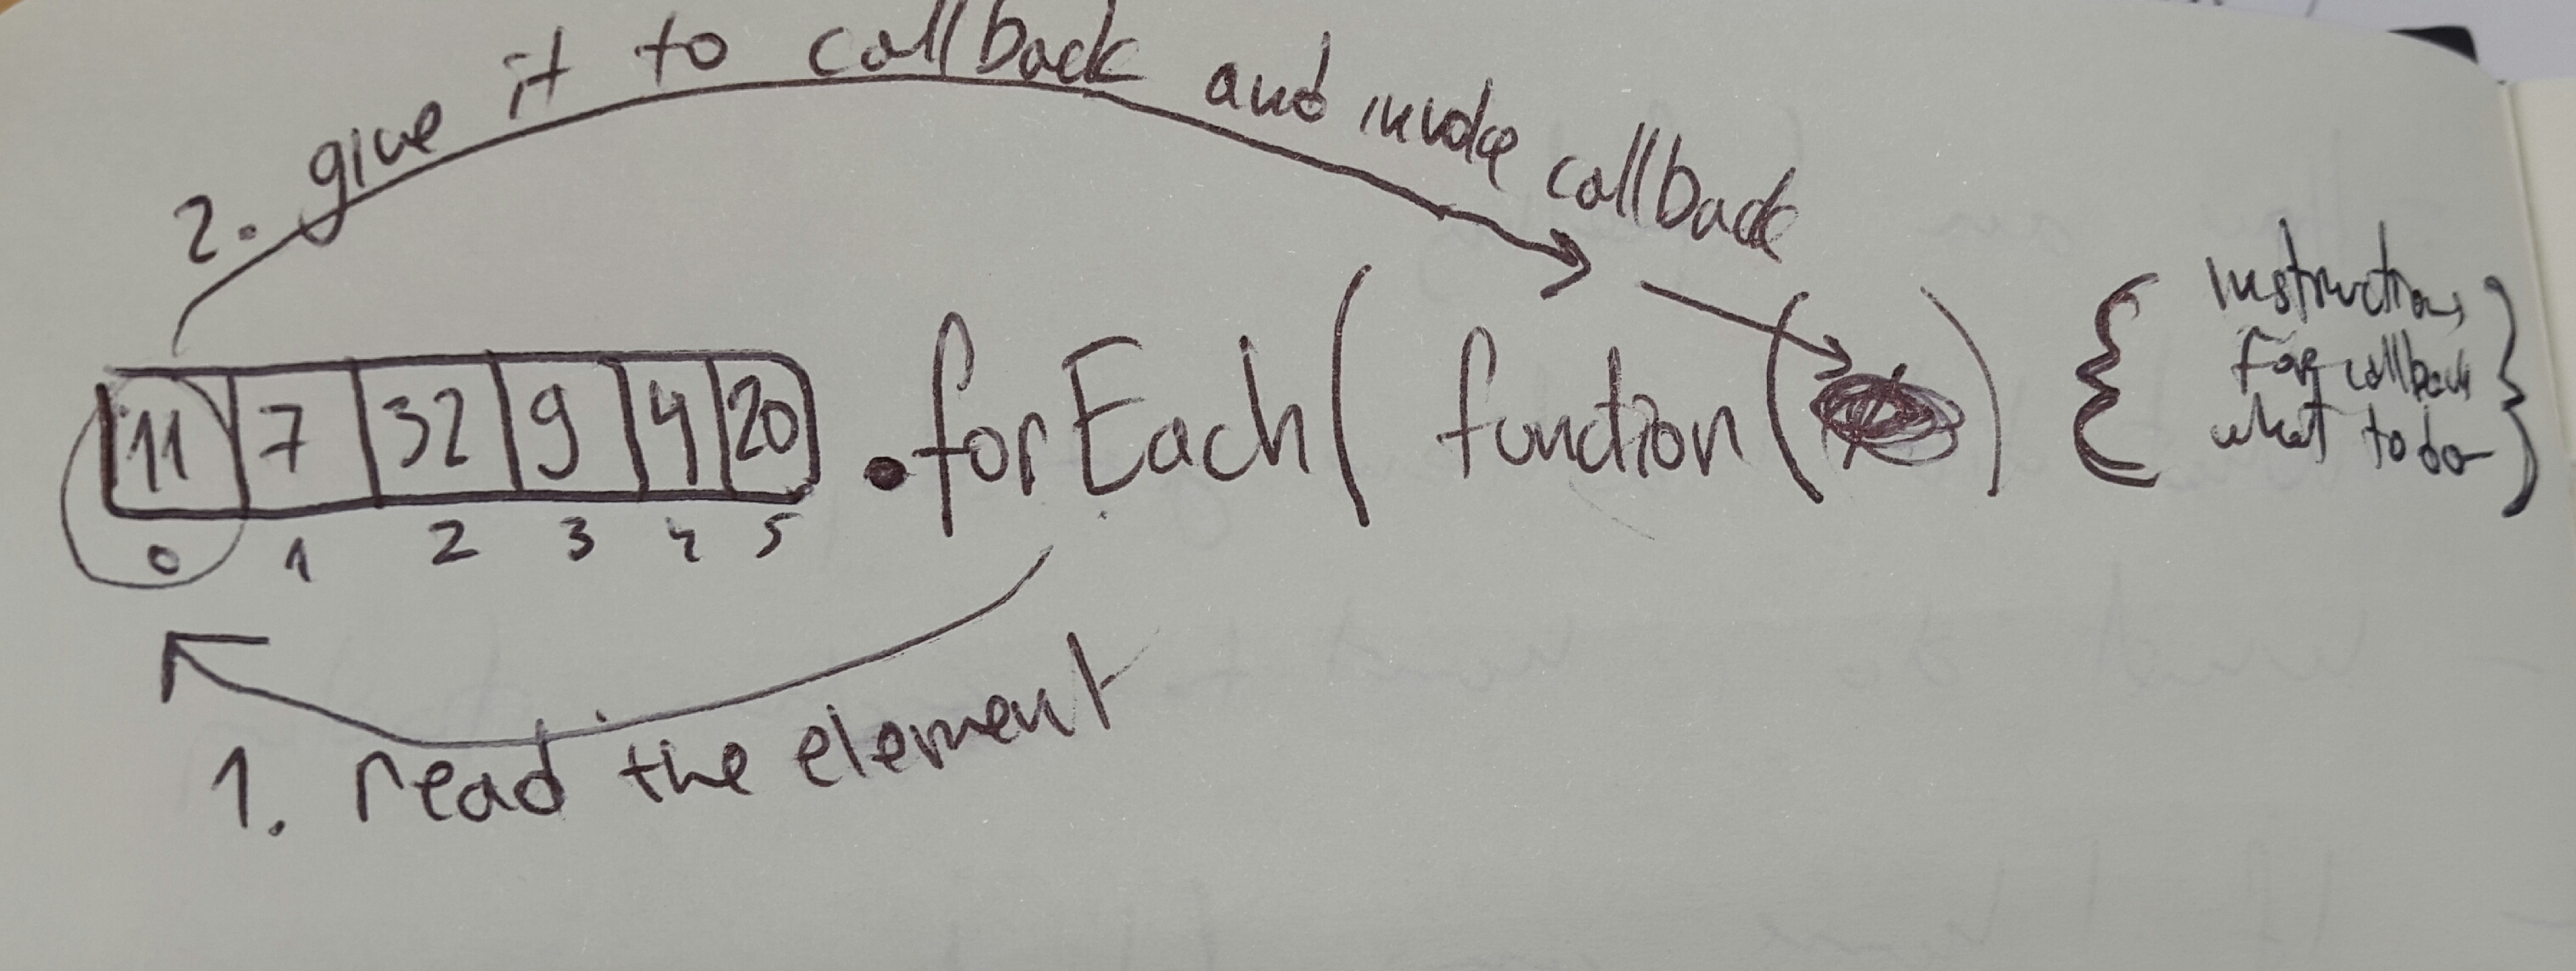 2. give it to callback and invoke callback
11 7 32 9 4 20 .forEach( function( ) { instructions
for callback
what to do }
0 1 2 3 4 5
1. read the element